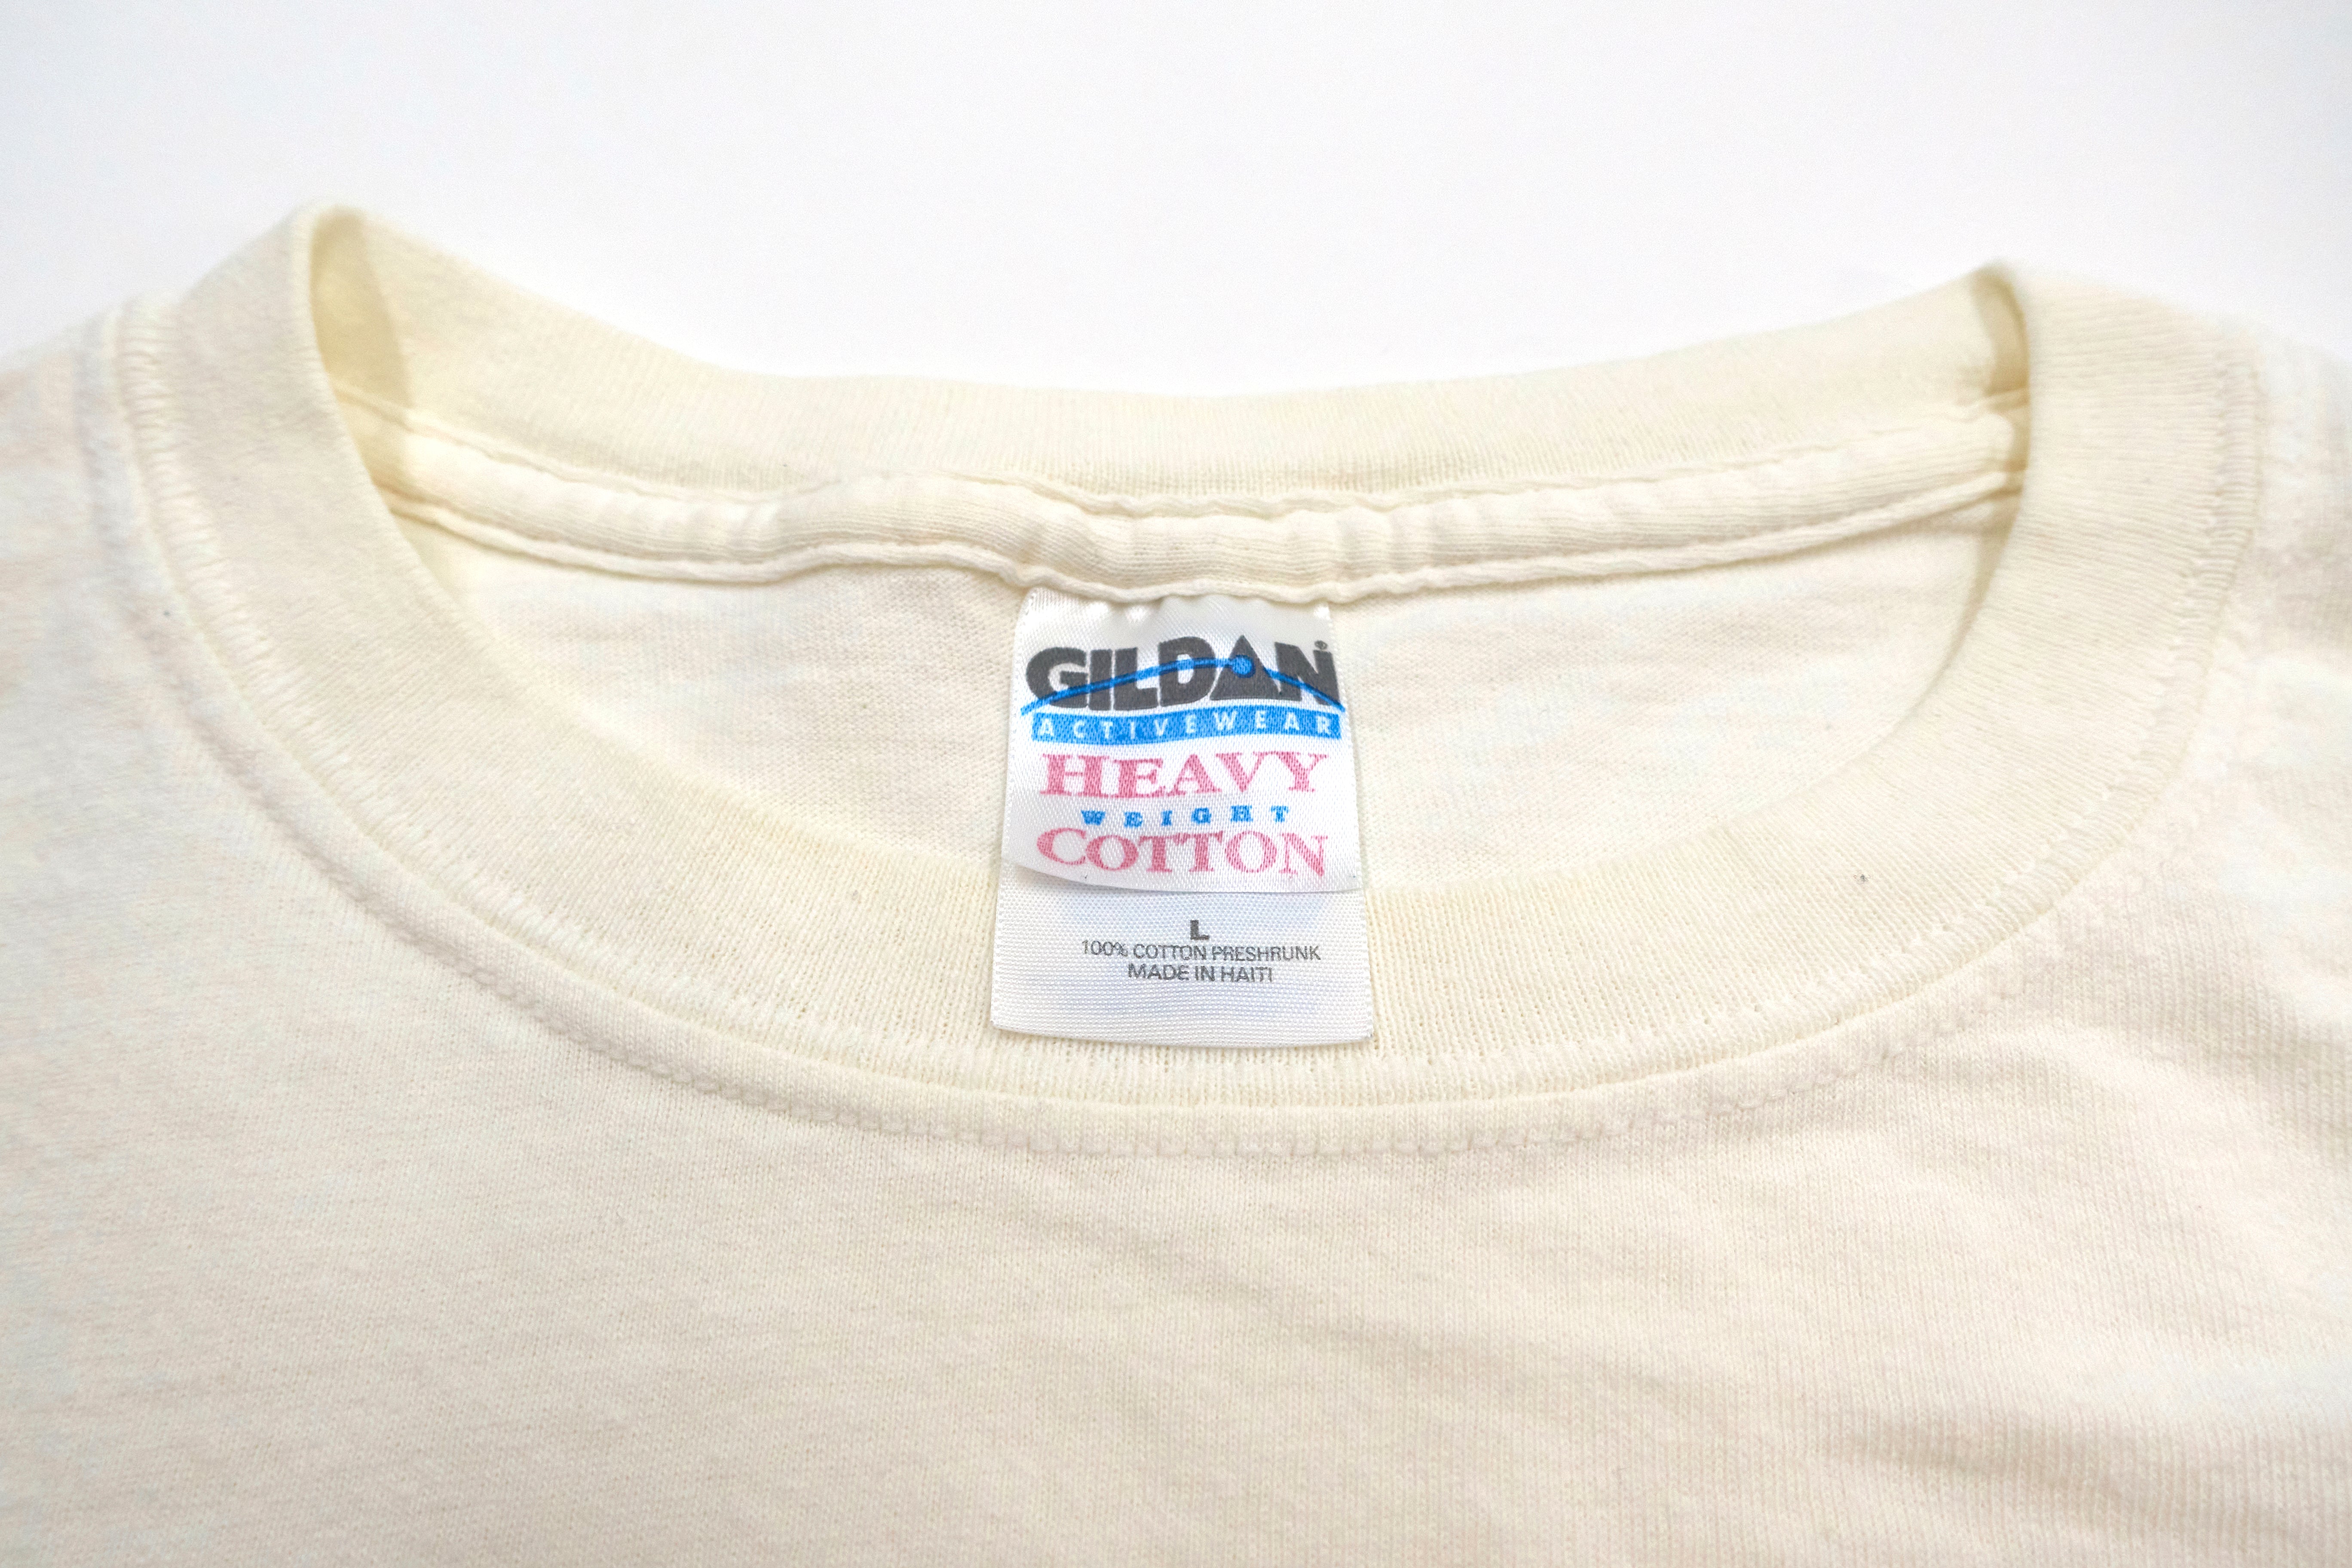 GILDAN®
ACTIVEWEAR
HEAVY
WEIGHT
COTTON
L
100% COTTON PRESHRUNK
MADE IN HAITI